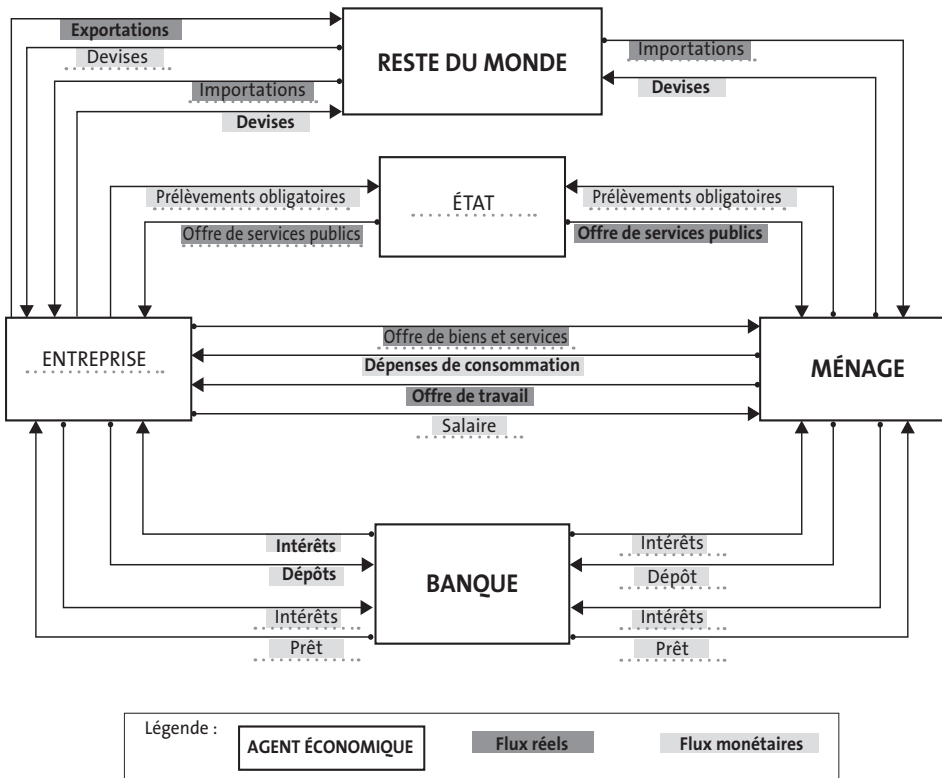 Exportations
Devises
RESTE DU MONDE
Importations
Importations
Devises
Devises
Prélèvements obligatoires
ÉTAT
Prélèvements obligatoires
Offre de services publics
Offre de services publics
ENTREPRISE
Offre de biens et services
Dépenses de consommation
MÉNAGE
Offre de travail
Salaire
Intérêts
Intérêts
Dépôts
BANQUE
Dépôt
Intérêts
Intérêts
Prêt
Prêt
Légende :
AGENT ÉCONOMIQUE
Flux réels
Flux monétaires